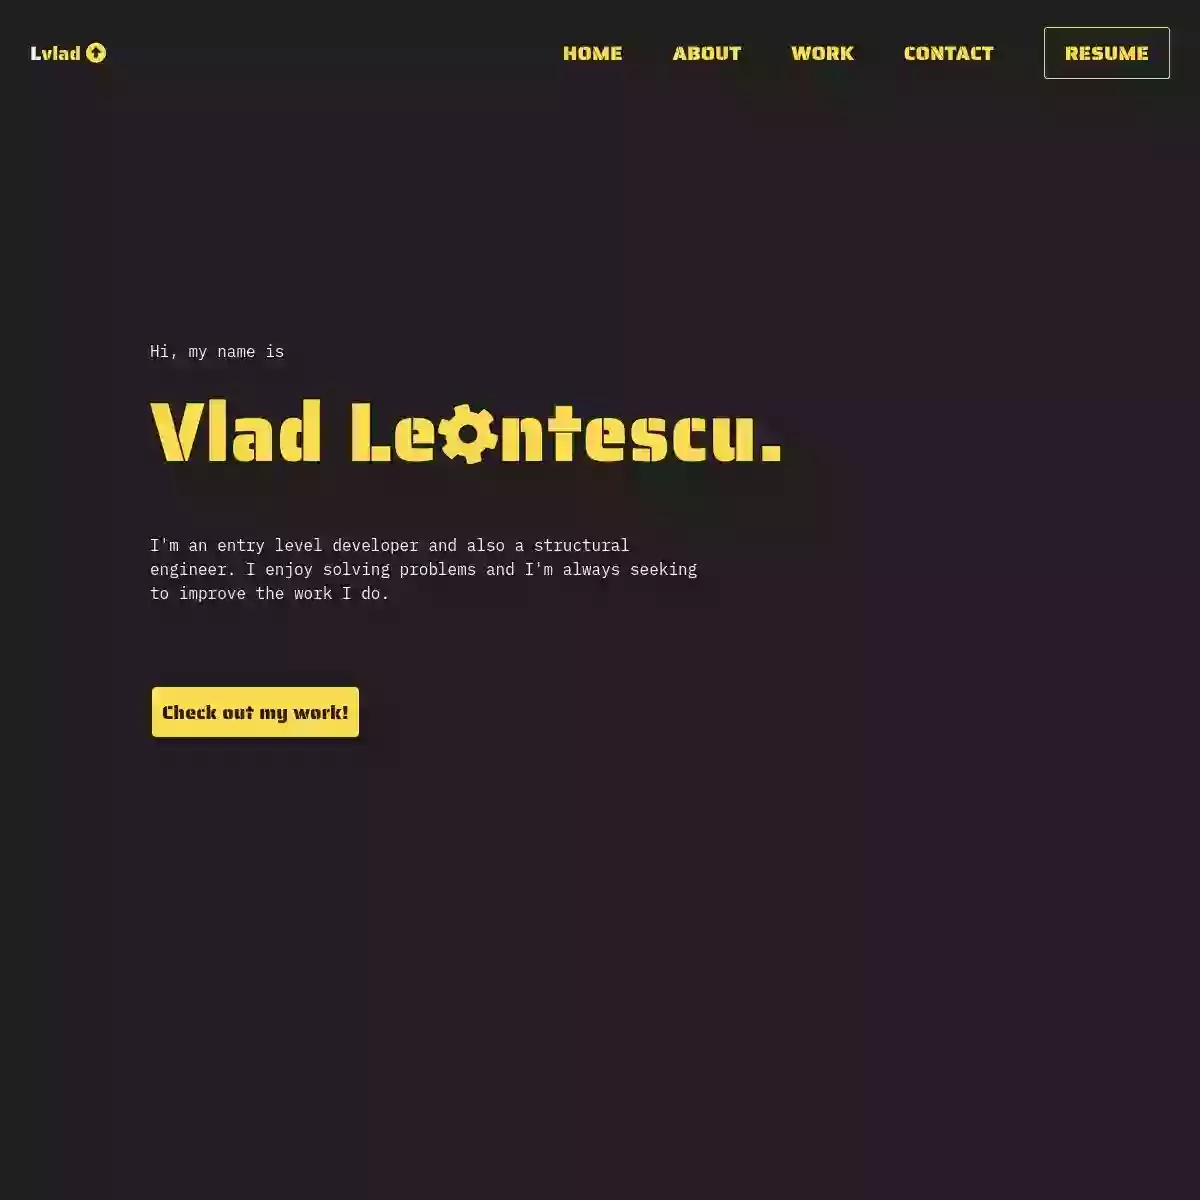 Lvlad
HOME
ABOUT
WORK
CONTACT
RESUME
Hi, my name is
Vlad Leontescu.
I'm an entry level developer and also a structural
engineer. I enjoy solving problems and I'm always seeking
to improve the work I do.
Check out my work!